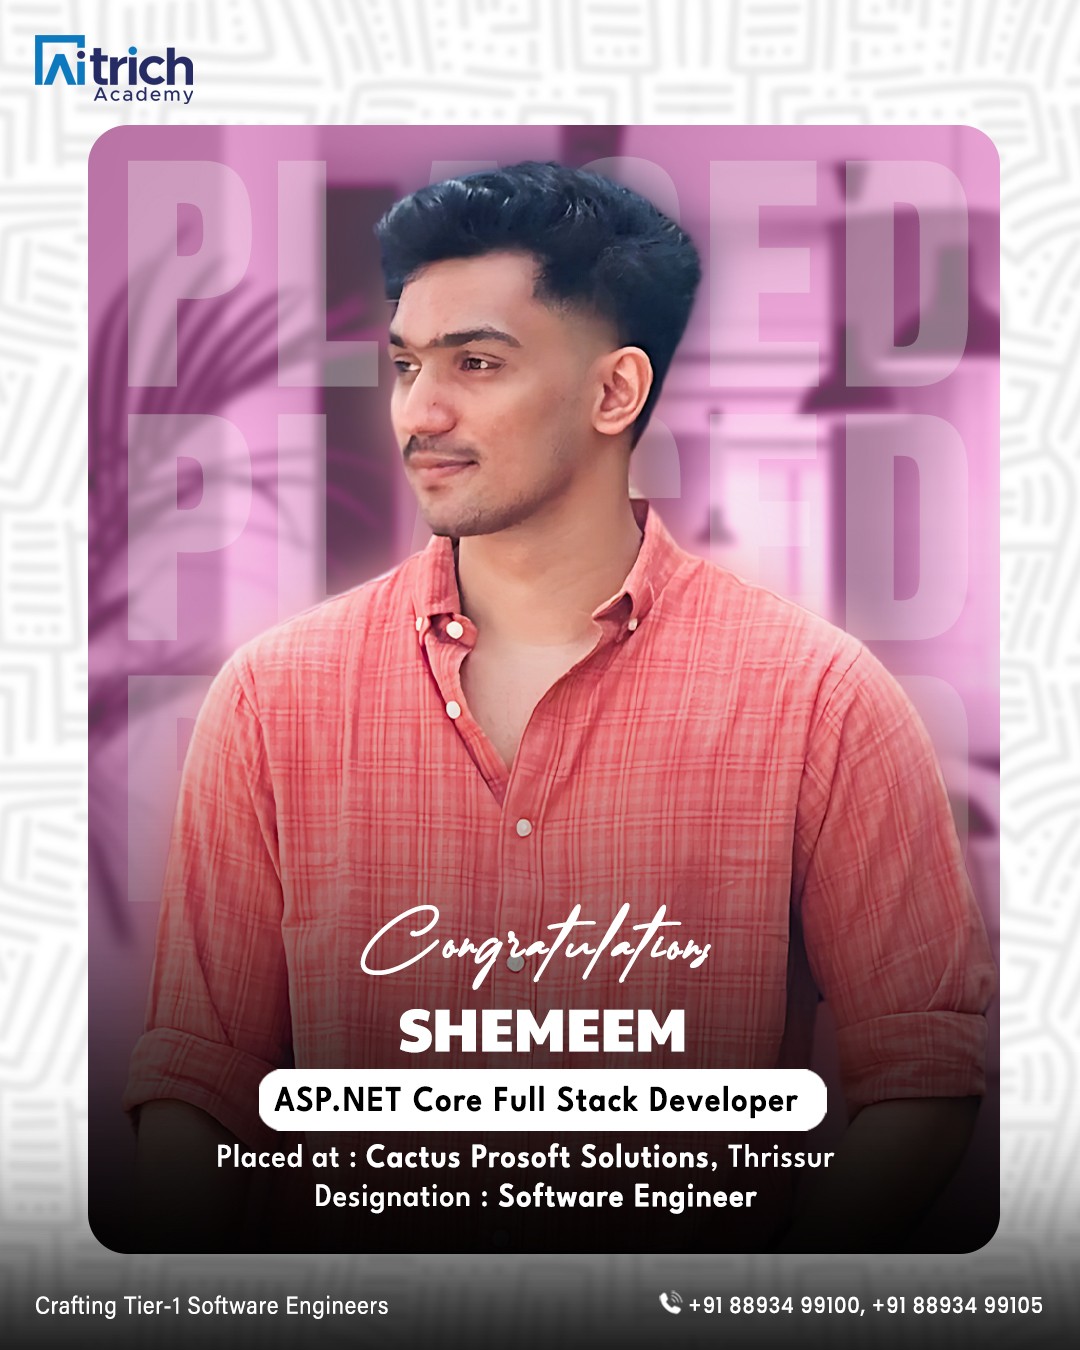 Aitrich
Academy
PLACED
PLACED
P D
Congratulations
SHEMEEM
ASP.NET Core Full Stack Developer
Placed at : Cactus Prosoft Solutions, Thrissur
Designation : Software Engineer
Crafting Tier-1 Software Engineers
+91 88934 99100, +91 88934 99105